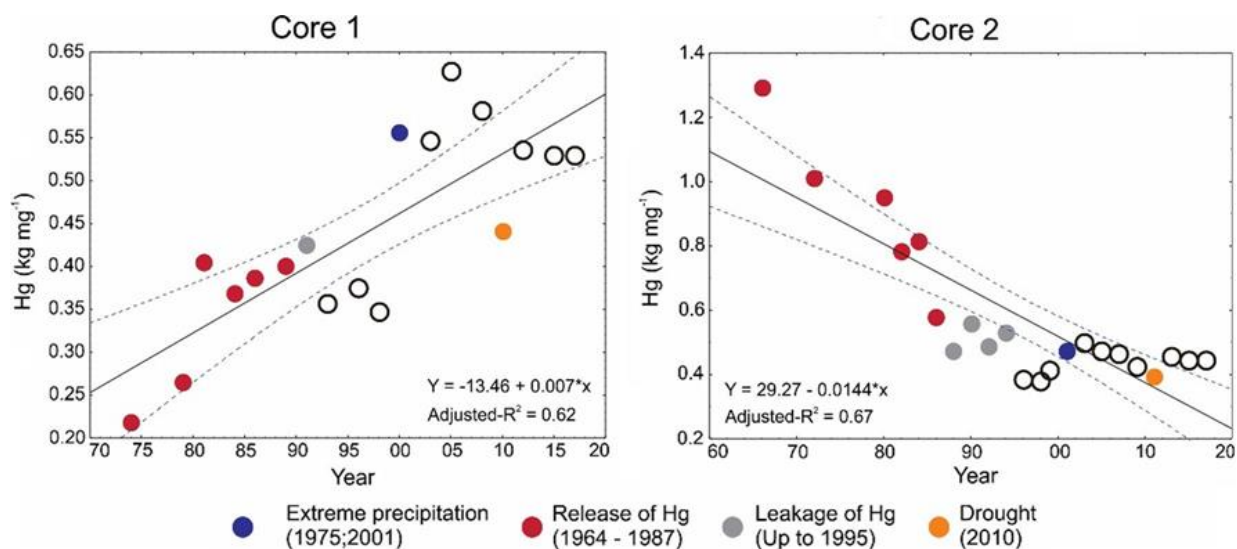 Core 1
Core 2
0.65
0.60
0.55
0.50
0.45
0.40
0.35
0.30
0.25
0.20
Hg (kg mg⁻¹)
Y = -13.46 + 0.007*x
Adjusted-R² = 0.62
70 75 80 85 90 95 00 05 10 15 20
Year
1.4
1.2
1.0
0.8
0.6
0.4
0.2
Hg (kg mg⁻¹)
Y = 29.27 - 0.0144*x
Adjusted-R² = 0.67
60 70 80 90 00 10 20
Year
Extreme precipitation
(1975;2001)
Release of Hg
(1964 - 1987)
Leakage of Hg
(Up to 1995)
Drought
(2010)